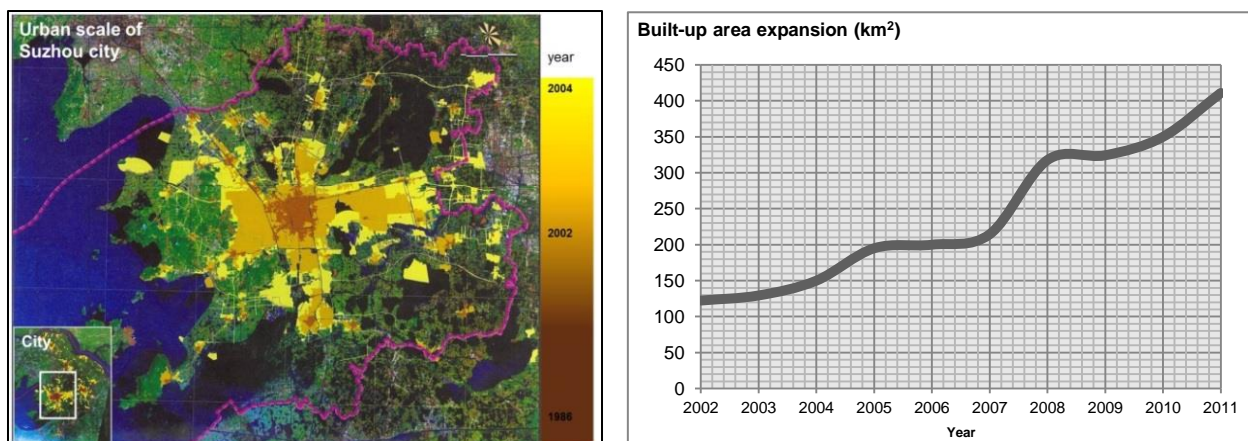 Urban scale of
Suzhou city
year
2004
2002
1986
City
Built-up area expansion (km²)
450
400
350
300
250
200
150
100
50
0
2002 2003 2004 2005 2006 2007 2008 2009 2010 2011
Year